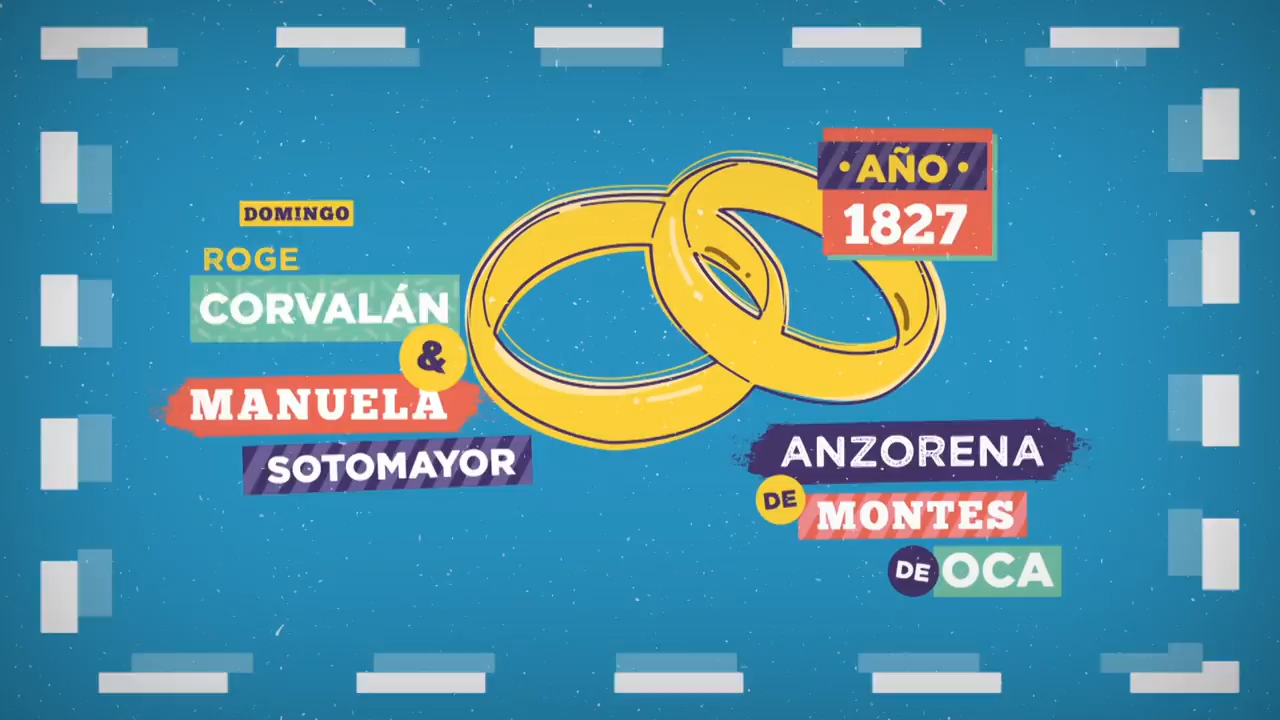 DOMINGO
ROGE
CORVALÁN
&
MANUELA
SOTOMAYOR
• AÑO •
1827
ANZORENA
DE
MONTES
DE OCA